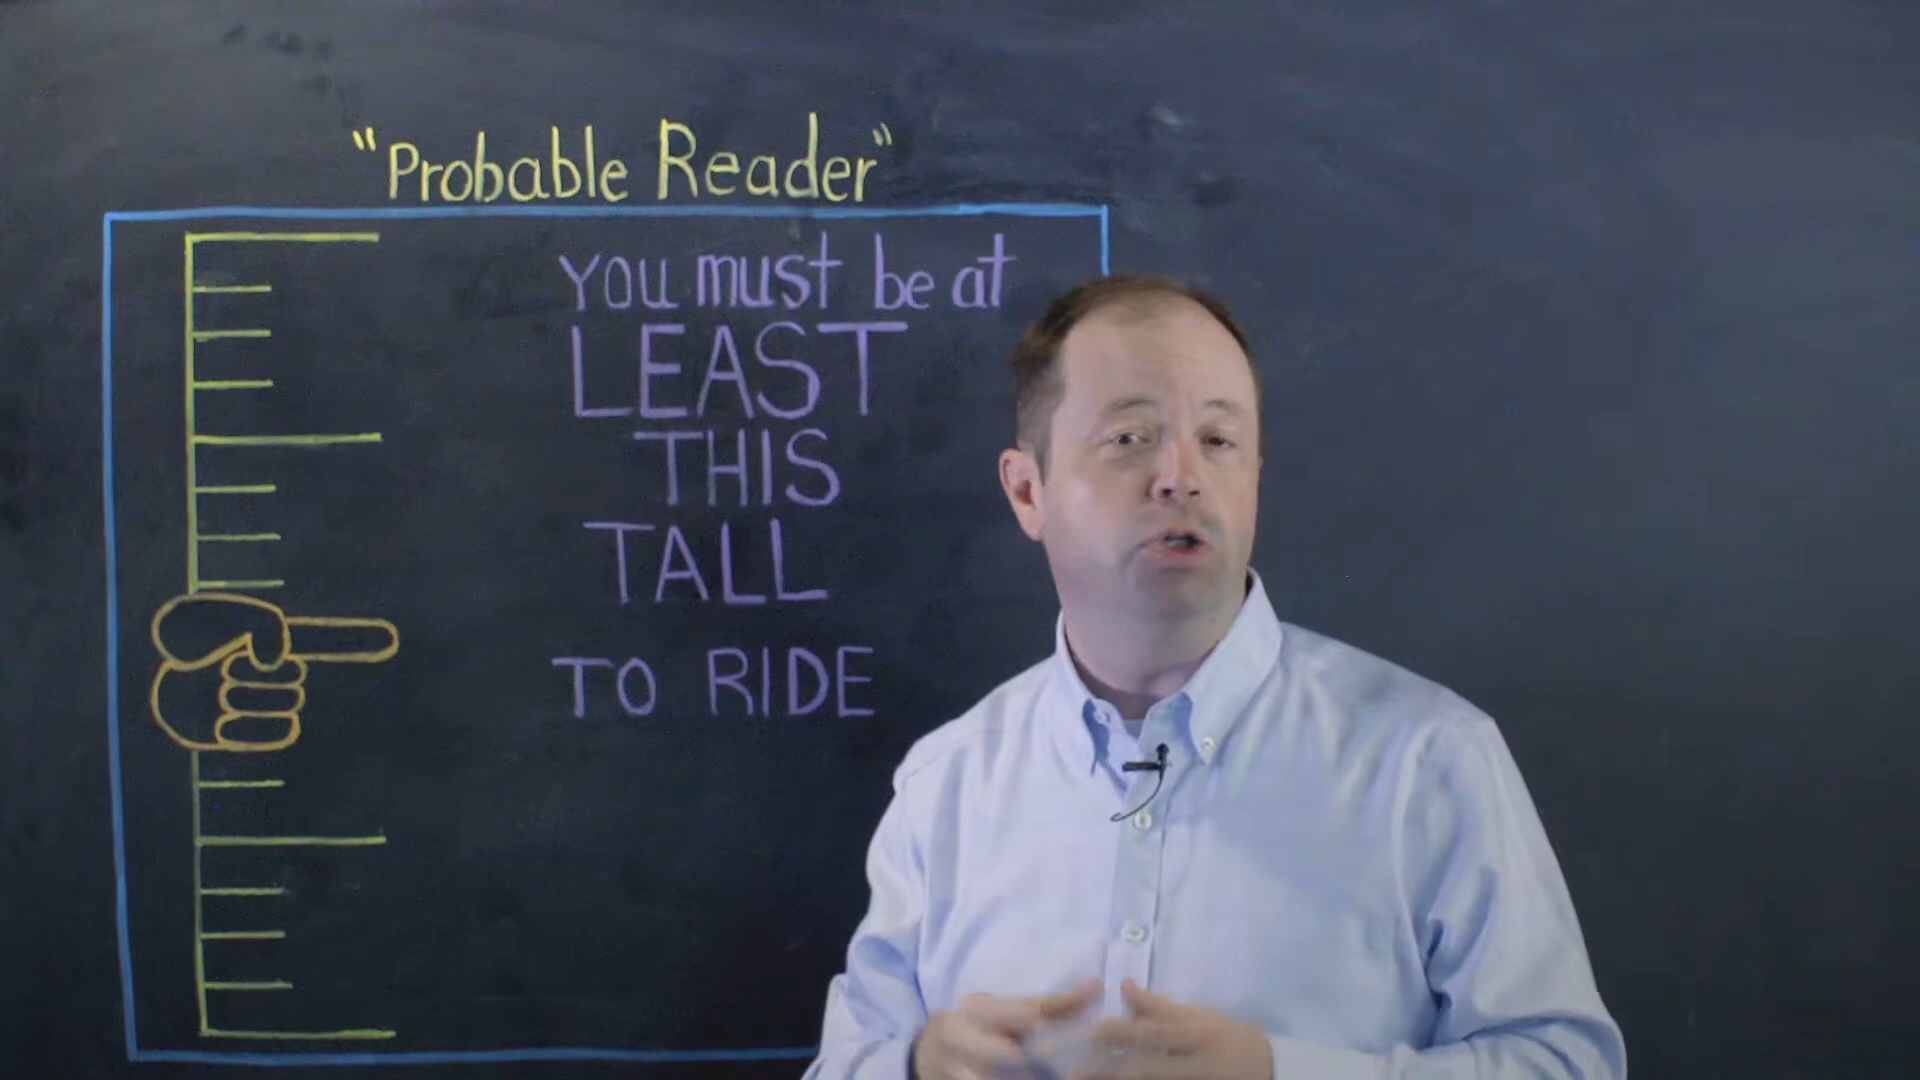 "Probable Reader"
YOU must be at
LEAST
THIS
TALL
TO RIDE